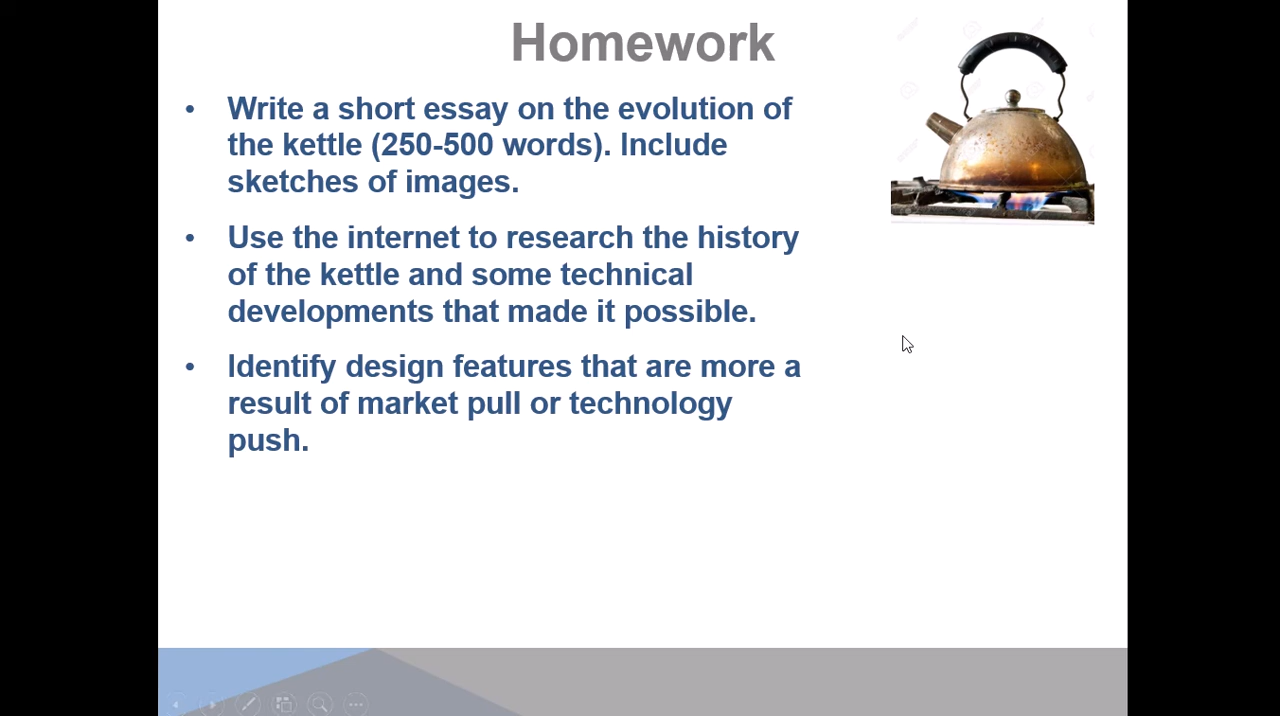 Homework
• Write a short essay on the evolution of
the kettle (250-500 words). Include
sketches of images.
• Use the internet to research the history
of the kettle and some technical
developments that made it possible.
• Identify design features that are more a
result of market pull or technology
push.